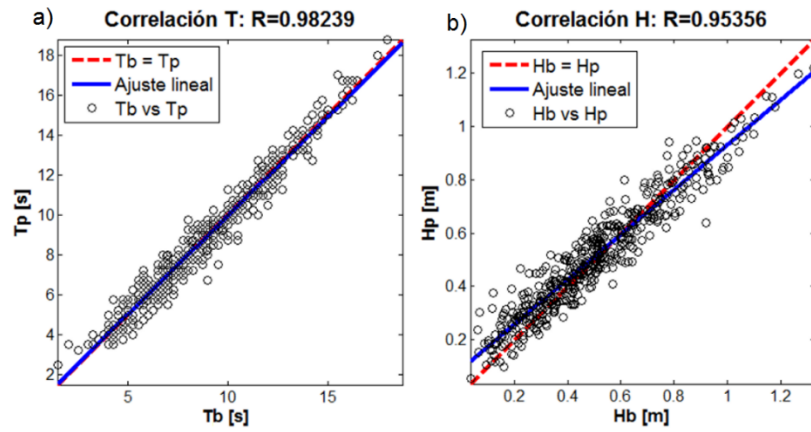 a)
Correlación T: R=0.98239
Tb = Tp
Ajuste lineal
Tb vs Tp
18
16
14
12
10
8
6
4
2
Tp [s]
5 10 15
Tb [s]
b)
Correlación H: R=0.95356
Hb = Hp
Ajuste lineal
Hb vs Hp
1.2
1
0.8
0.6
0.4
0.2
Hp [m]
0.2 0.4 0.6 0.8 1 1.2
Hb [m]